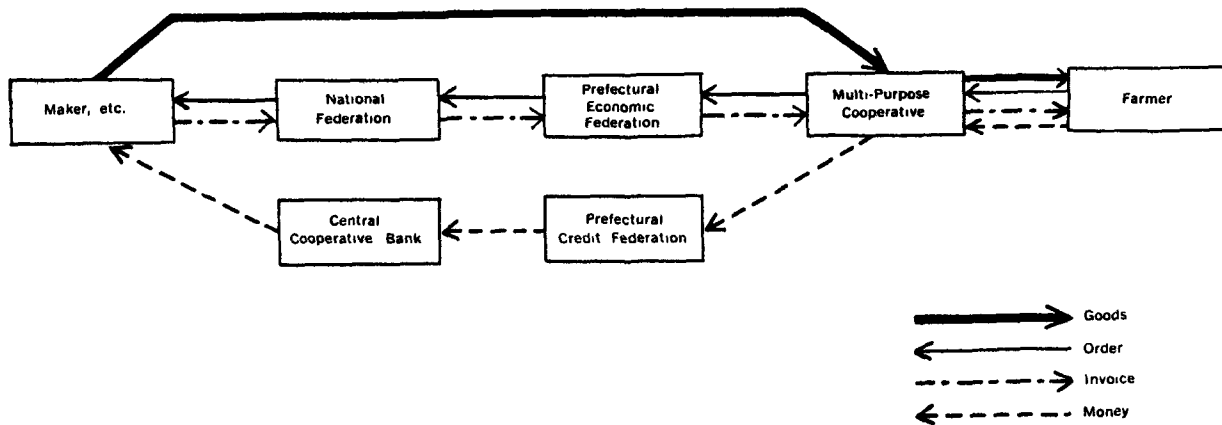 Maker, etc.
National
Federation
Prefectural
Economic
Federation
Multi-Purpose
Cooperative
Farmer
Central
Cooperative Bank
Prefectural
Credit Federation
Goods
Order
Invoice
Money